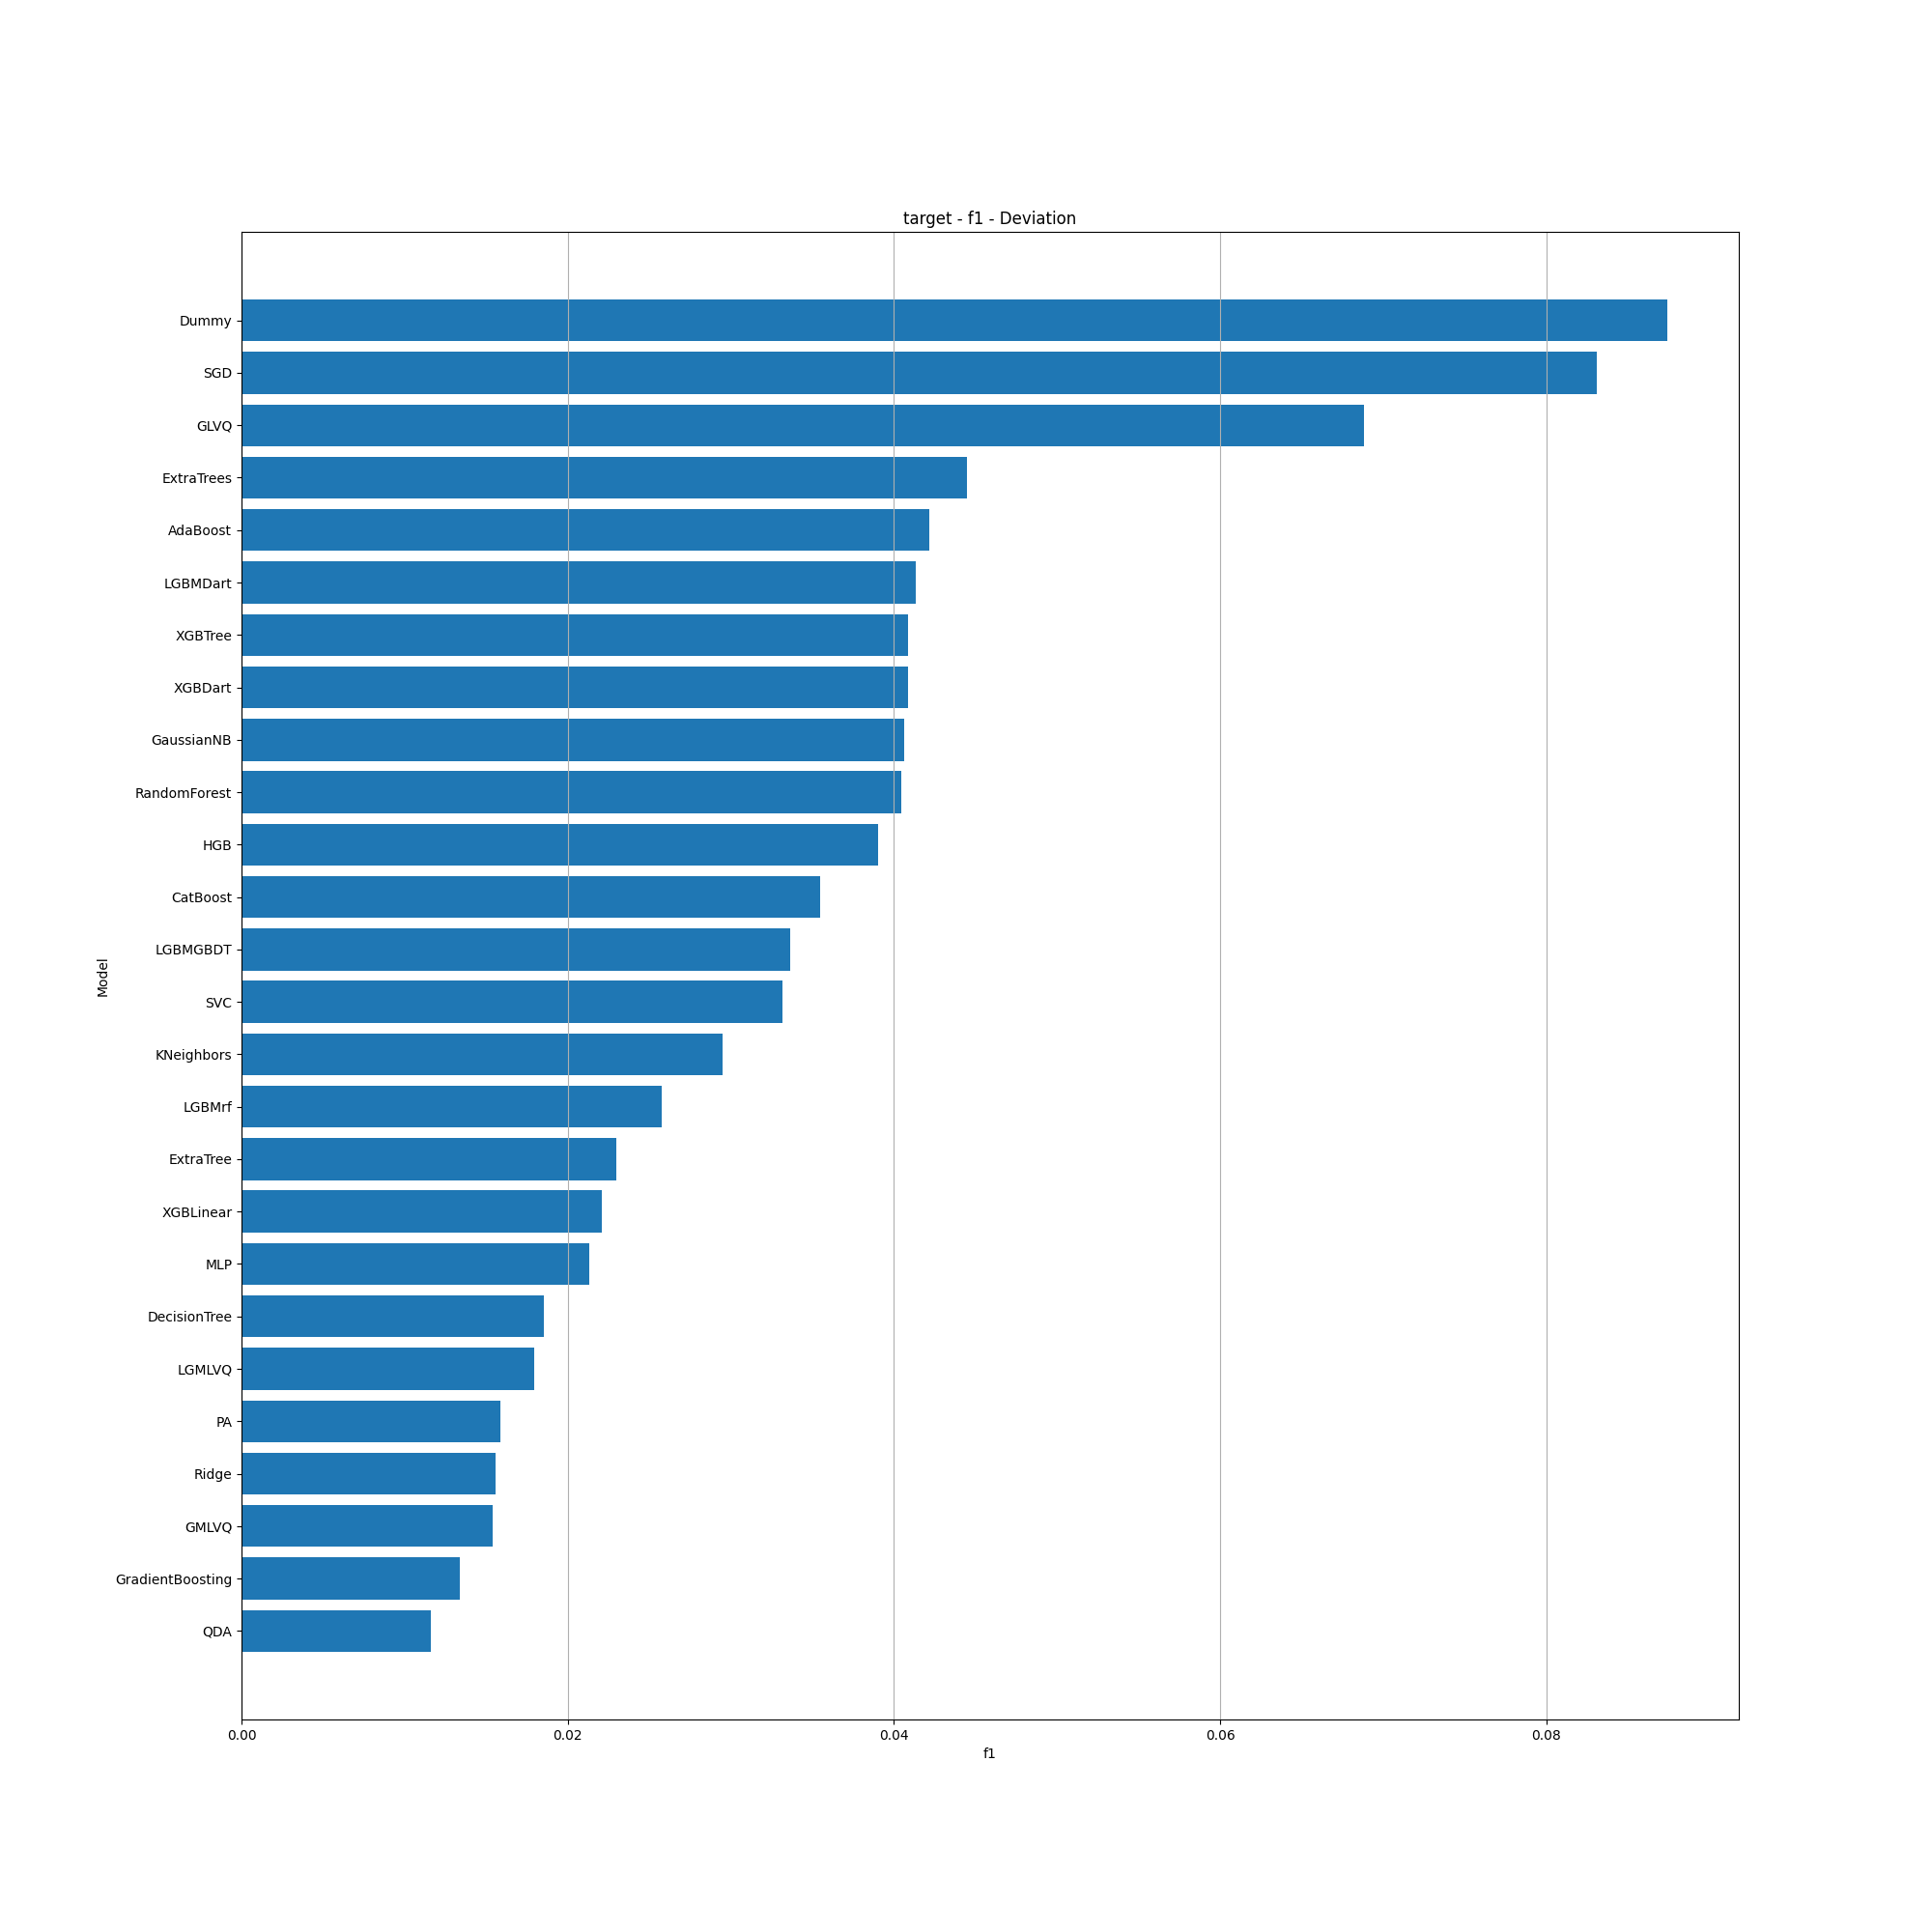 target - f1 - Deviation
Dummy
SGD
GLVQ
ExtraTrees
AdaBoost
LGBMDart
XGBTree
XGBDart
GaussianNB
RandomForest
HGB
CatBoost
LGBMGBDT
SVC
KNeighbors
LGBMrf
ExtraTree
XGBLinear
MLP
DecisionTree
LGMLVQ
PA
Ridge
GMLVQ
GradientBoosting
QDA
Model
0.00 0.02 0.04 0.06 0.08
f1